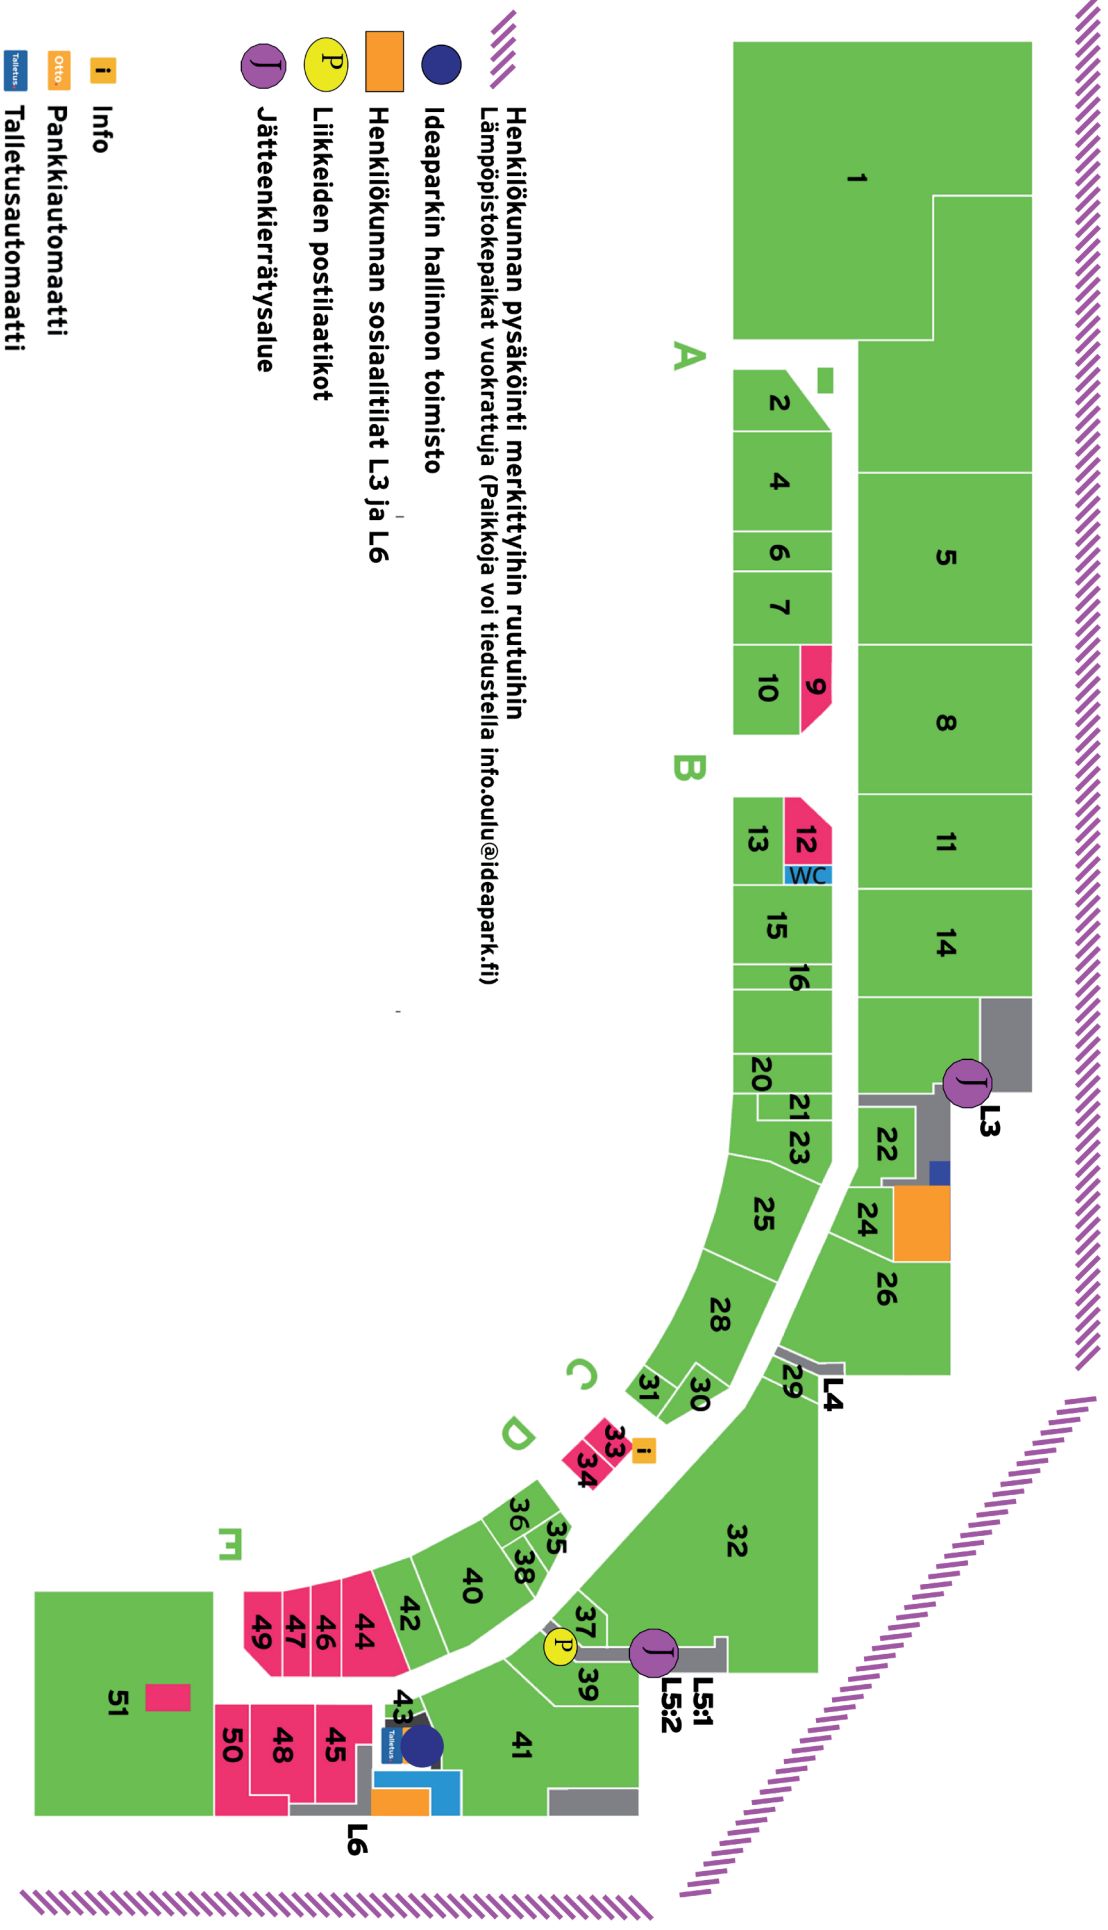 1
5
8
11
14
J
L3
22
24
26
L4
29
32
J
L5:1
L5:2
37
P
39
41
A
2
4
6
7
9
10
B
12
13
WC
15
16
20
21
23
25
28
30
31
C
i
33
34
D
35
36
38
40
42
43
Talletus.
44
46
47
49
E
45
48
50
51
L6
Henkilökunnan pysäköinti merkittyihin ruutuihin
Lämpöpistokepaikat vuokrattuja (Paikkoja voi tiedustella info.oulu@ideapark.fi)
Ideaparkin hallinnon toimisto
Henkilökunnan sosiaalitilat L3 ja L6
P Liikkeiden postilaatikot
J Jätteenkierrätysalue
i Info
Otto. Pankkiautomaatti
Talletus. Talletusautomaatti